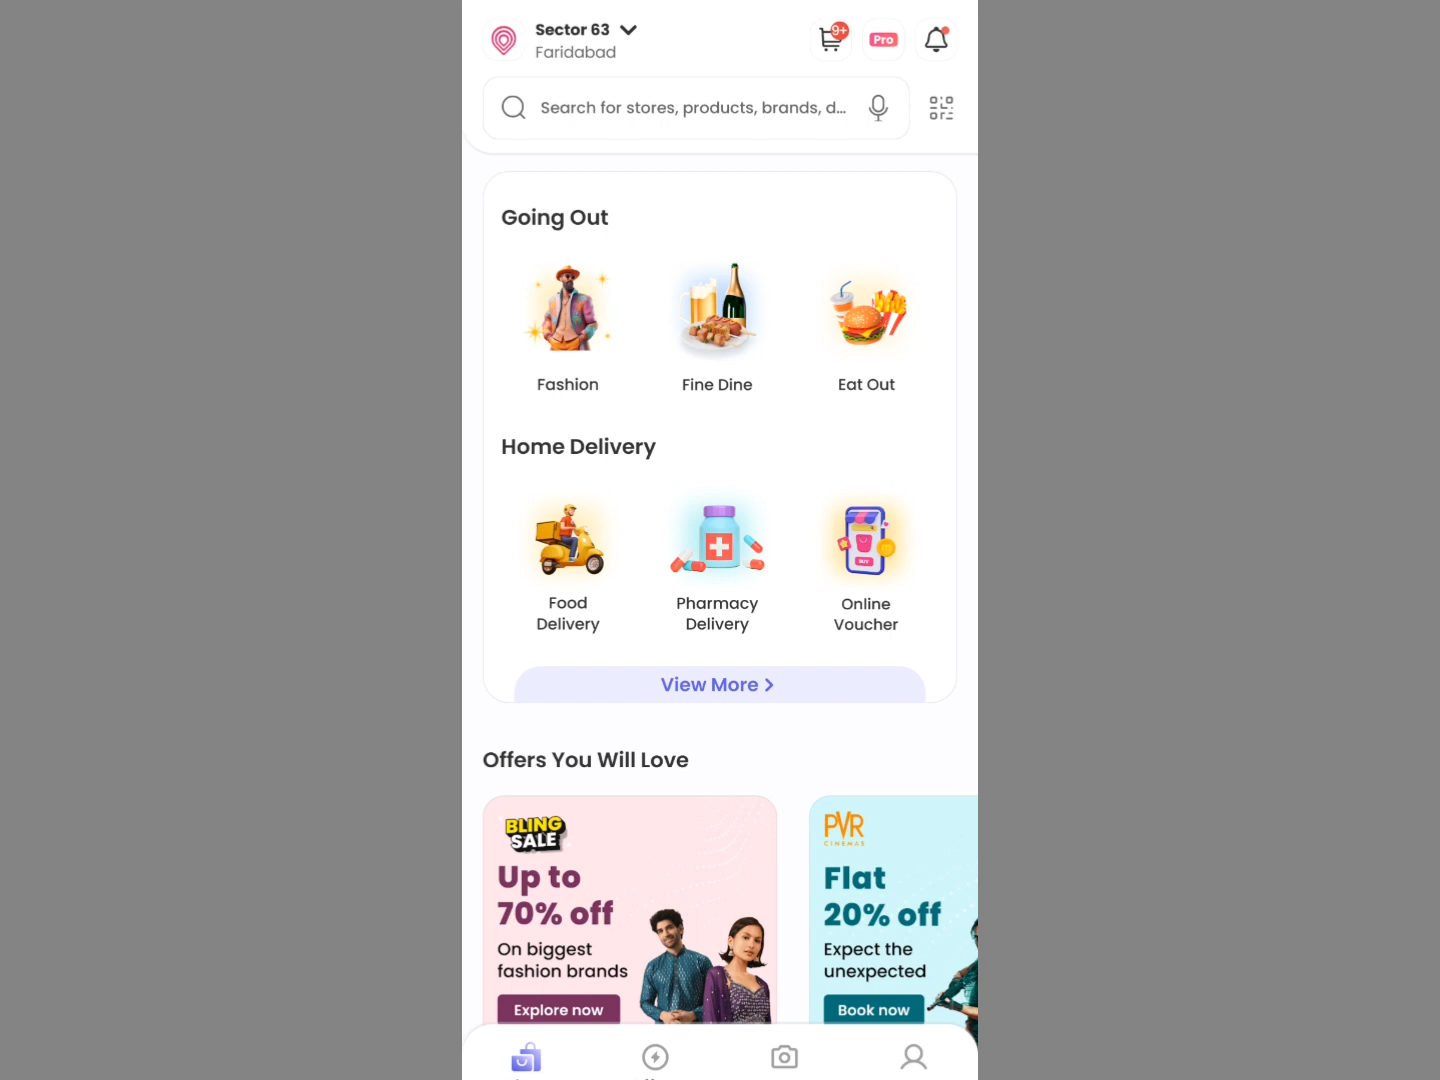 Sector 63
Faridabad
9+
Pro
Search for stores, products, brands, d...
Going Out
Fashion
Fine Dine
Eat Out
Home Delivery
Food
Delivery
Pharmacy
Delivery
BUY
Online
Voucher
View More
Offers You Will Love
BLING
SALE
Up to
70% off
On biggest
fashion brands
Explore now
PVR
CINEMAS
Flat
20% off
Expect the
unexpected
Book now